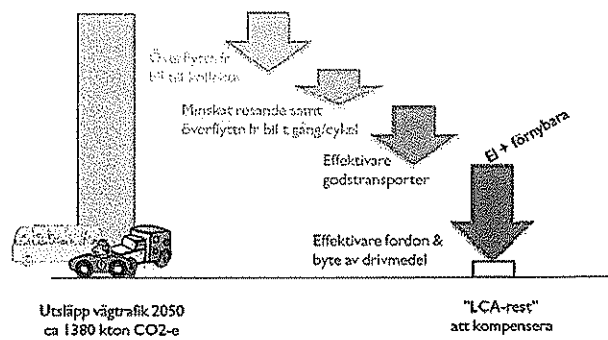 Överflyttn fr
bil till kollektiv
Minskat resande samt
överflyttn fr bil t gång/cykel
Effektivare
godstransporter
El + förnybara
Effektivare fordon &
byte av drivmedel
Utsläpp vägtrafik 2050
ca 1380 kton CO2-e
"LCA-rest"
att kompensera